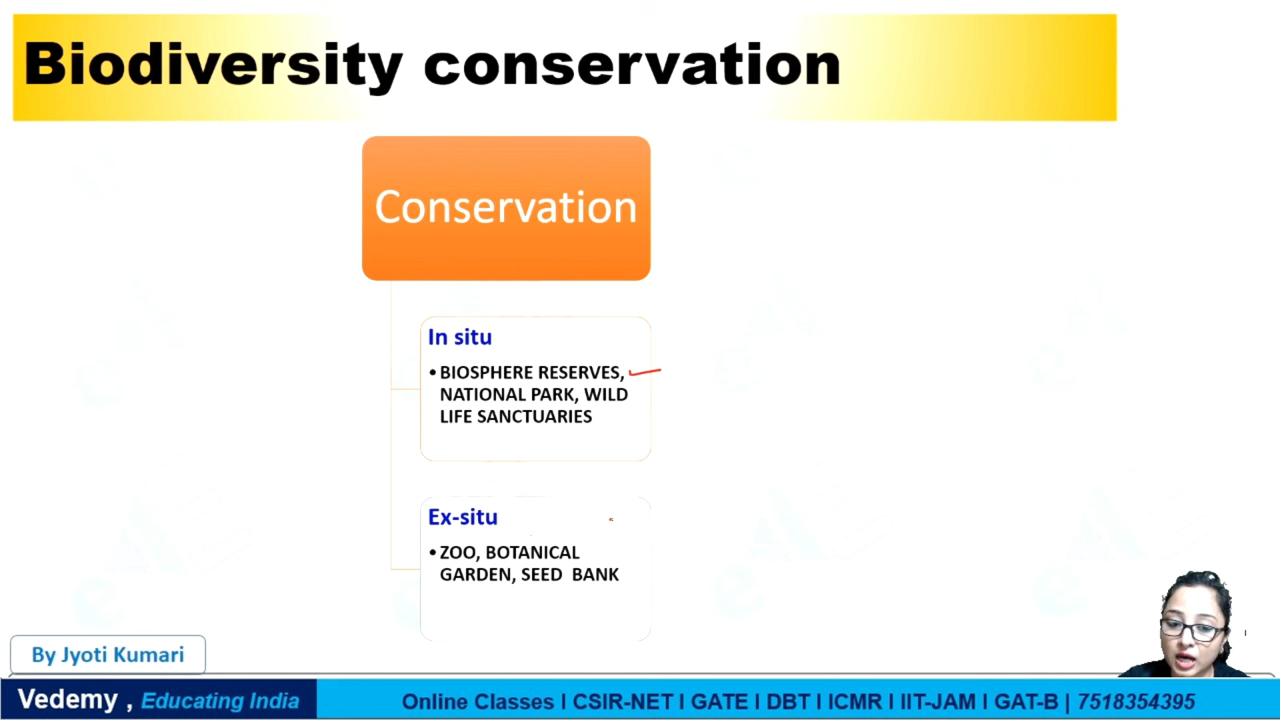 Biodiversity conservation
Conservation
In situ
• BIOSPHERE RESERVES,
NATIONAL PARK, WILD
LIFE SANCTUARIES
Ex-situ
• ZOO, BOTANICAL
GARDEN, SEED BANK
By Jyoti Kumari
Vedemy , Educating India
Online Classes I CSIR-NET I GATE I DBT I ICMR I IIT-JAM I GAT-B | 7518354395